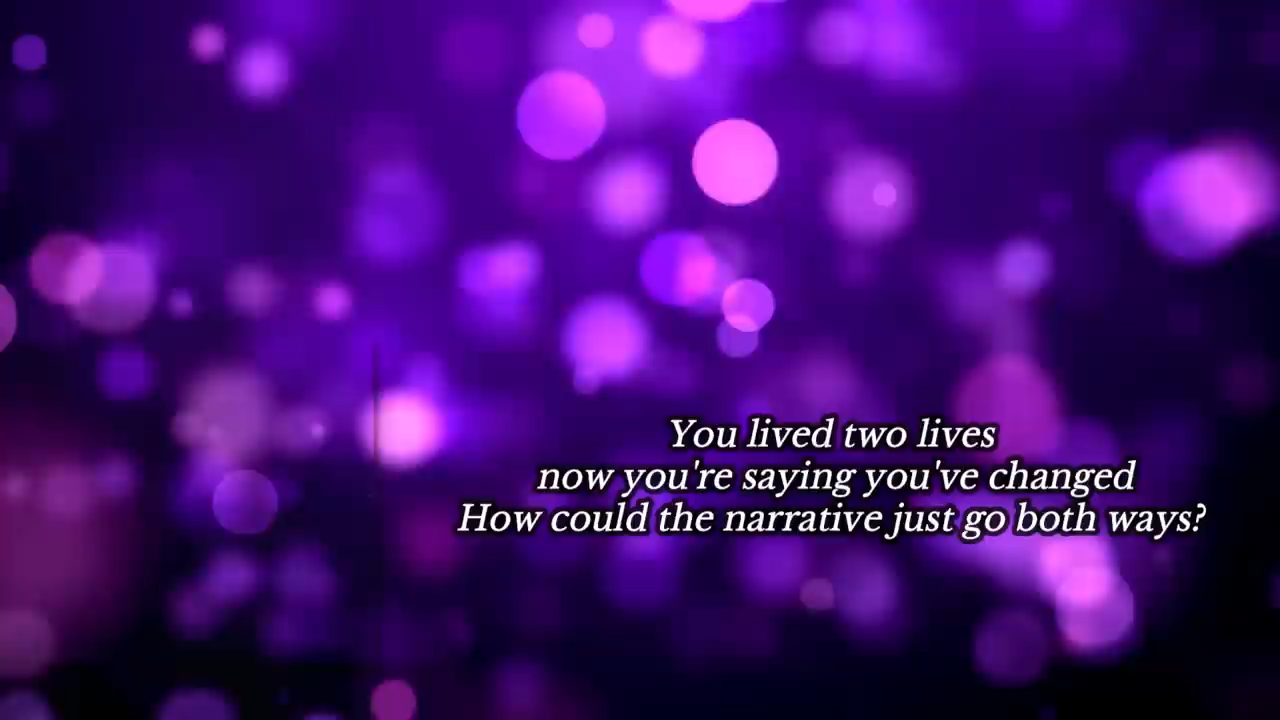 You lived two lives
now you're saying you've changed
How could the narrative just go both ways?